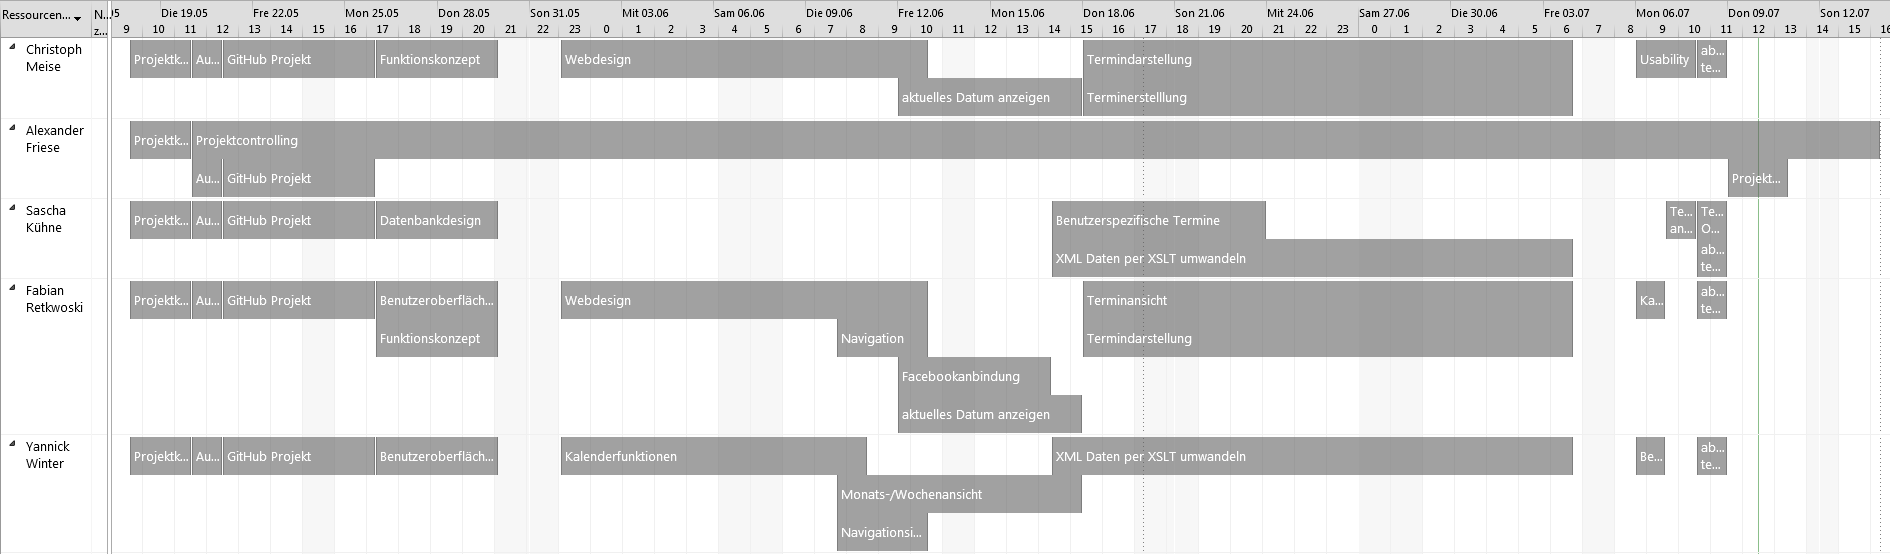 Ressourcen... N... )5 Die 19.05 Fre 22.05 Mon 25.05 Don 28.05 Son 31.05 Mit 03.06 Sam 06.06 Die 09.06 Fre 12.06 Mon 15.06 Don 18.06 Son 21.06 Mit 24.06 Sam 27.06 Die 30.06 Fre 03.07 Mon 06.07 Don 09.07 Son 12.07
z... 9 10 11 12 13 14 15 16 17 18 19 20 21 22 23 0 1 2 3 4 5 6 7 8 9 10 11 12 13 14 15 16 17 17 18 19 20 21 22 23 0 1 2 3 4 5 6 7 8 9 10 11 12 13 14 15 16
Christoph
Meise
Projektk... Au... GitHub Projekt Funktionskonzept Webdesign Termindarstellung Usability ab...
te...
aktuelles Datum anzeigen Terminerstelllung
Alexander
Friese
Projektk... Projektcontrolling
Au... GitHub Projekt Projekt...
Sascha
Kühne
Projektk... Au... GitHub Projekt Datenbankdesign Benutzerspezifische Termine Te... Te...
an... O...
XML Daten per XSLT umwandeln ab...
te...
Fabian
Retkwoski
Projektk... Au... GitHub Projekt Benutzeroberfläch... Webdesign Terminansicht Ka... ab...
te...
Funktionskonzept Navigation Termindarstellung
Facebookanbindung
aktuelles Datum anzeigen
Yannick
Winter
Projektk... Au... GitHub Projekt Benutzeroberfläch... Kalenderfunktionen XML Daten per XSLT umwandeln Be... ab...
te...
Monats-/Wochenansicht
Navigationsi...